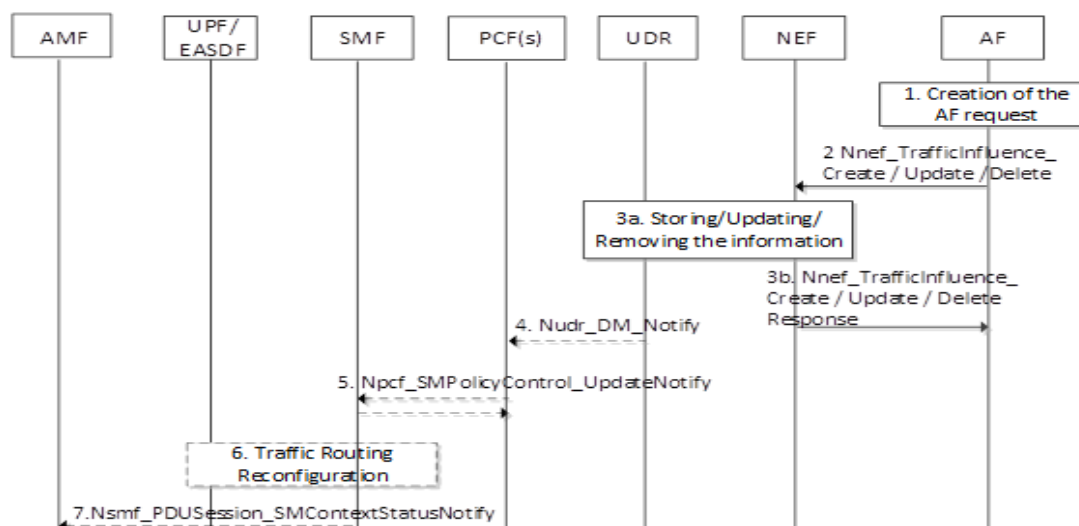 AMF
UPF/
EASDF
SMF
PCF(s)
UDR
NEF
AF
1. Creation of the
AF request
2 Nnef_TrafficInfluence_
Create / Update /Delete
3a. Storing/Updating/
Removing the information
3b. Nnef_TrafficInfluence_
Create / Update / Delete
Response
4. Nudr_DM_Notify
5. Npcf_SMPolicyControl_UpdateNotify
6. Traffic Routing
Reconfiguration
7.Nsmf_PDUSession_SMContextStatusNotify